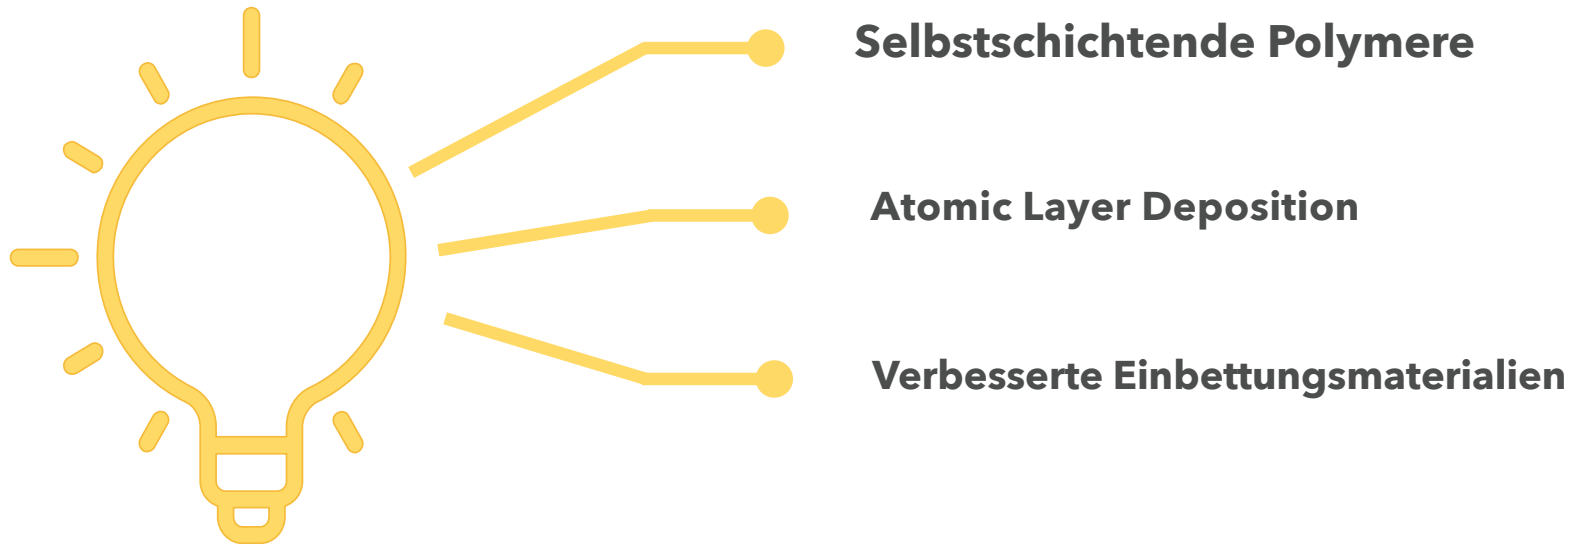 Selbstschichtende Polymere
Atomic Layer Deposition
Verbesserte Einbettungsmaterialien